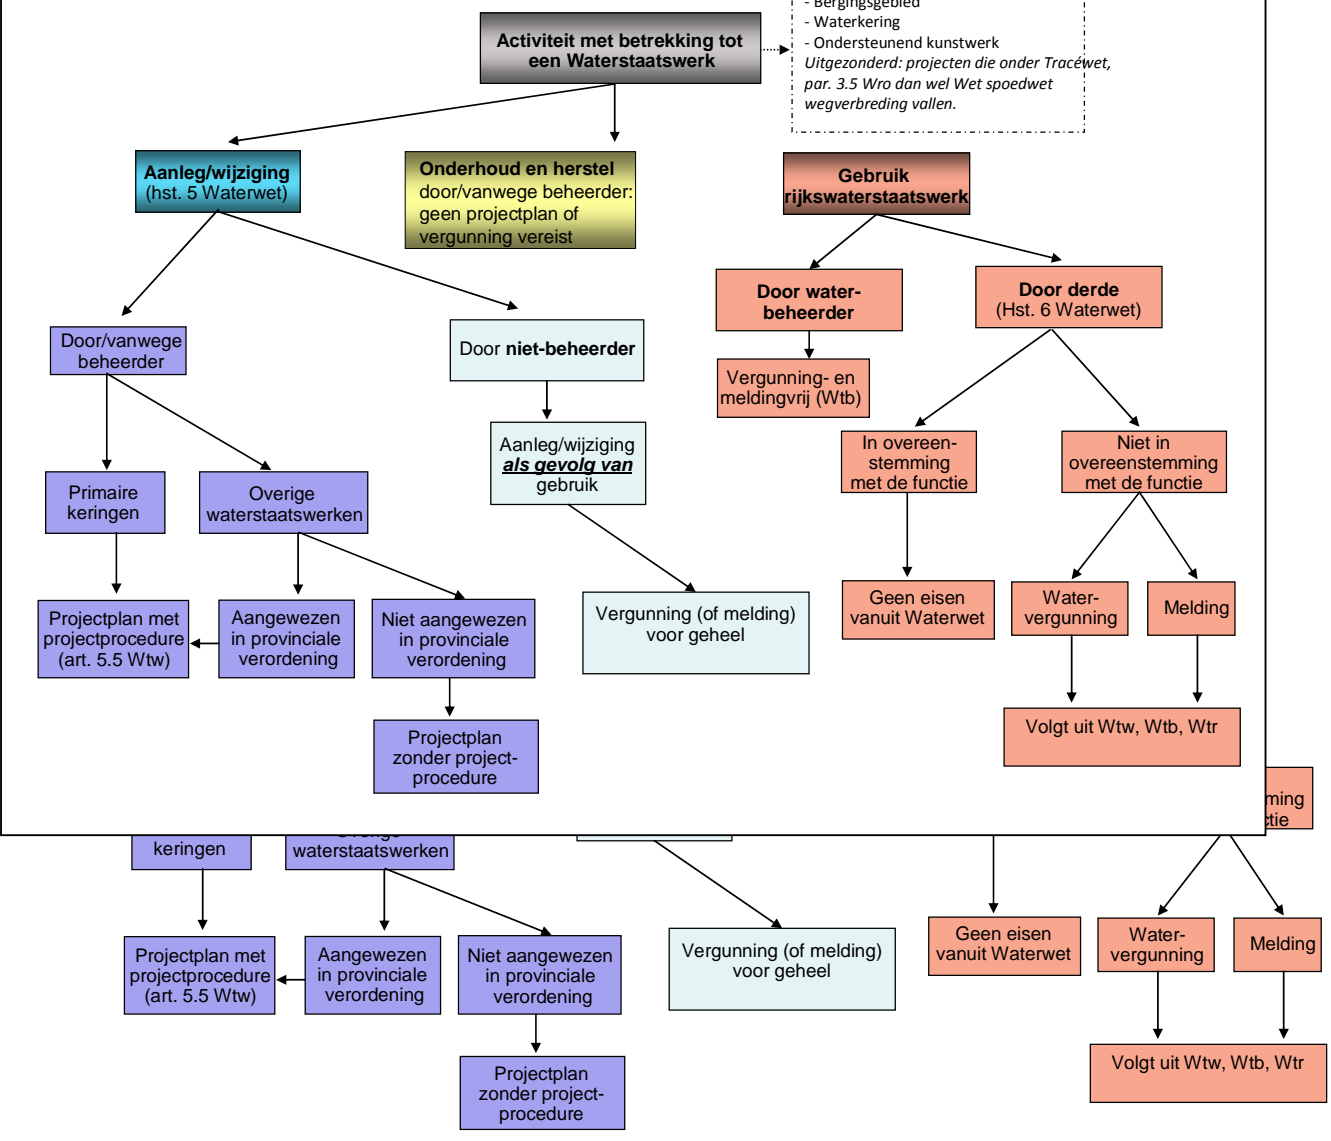 - Bergingsgebied
- Waterkering
- Ondersteunend kunstwerk
Uitgezonderd: projecten die onder Tracéwet,
par. 3.5 Wro dan wel Wet spoedwet
wegverbreding vallen.
Activiteit met betrekking tot
een Waterstaatswerk
Aanleg/wijziging
(hst. 5 Waterwet)
Onderhoud en herstel
door/vanwege beheerder:
geen projectplan of
vergunning vereist
Gebruik
rijkswaterstaatswerk
Door water-
beheerder
Door derde
(Hst. 6 Waterwet)
Door/vanwege
beheerder
Door niet-beheerder
Vergunning- en
meldingvrij (Wtb)
Aanleg/wijziging
als gevolg van
gebruik
In overeen-
stemming
met de functie
Niet in
overeenstemming
met de functie
Primaire
keringen
Overige
waterstaatswerken
Projectplan met
projectprocedure
(art. 5.5 Wtw)
Aangewezen
in provinciale
verordening
Niet aangewezen
in provinciale
verordening
Vergunning (of melding)
voor geheel
Geen eisen
vanuit Waterwet
Water-
vergunning
Melding
Projectplan
zonder project-
procedure
Volgt uit Wtw, Wtb, Wtr
ming
ctie
keringen
Overige
waterstaatswerken
Projectplan met
projectprocedure
(art. 5.5 Wtw)
Aangewezen
in provinciale
verordening
Niet aangewezen
in provinciale
verordening
Vergunning (of melding)
voor geheel
Geen eisen
vanuit Waterwet
Water-
vergunning
Melding
Projectplan
zonder project-
procedure
Volgt uit Wtw, Wtb, Wtr